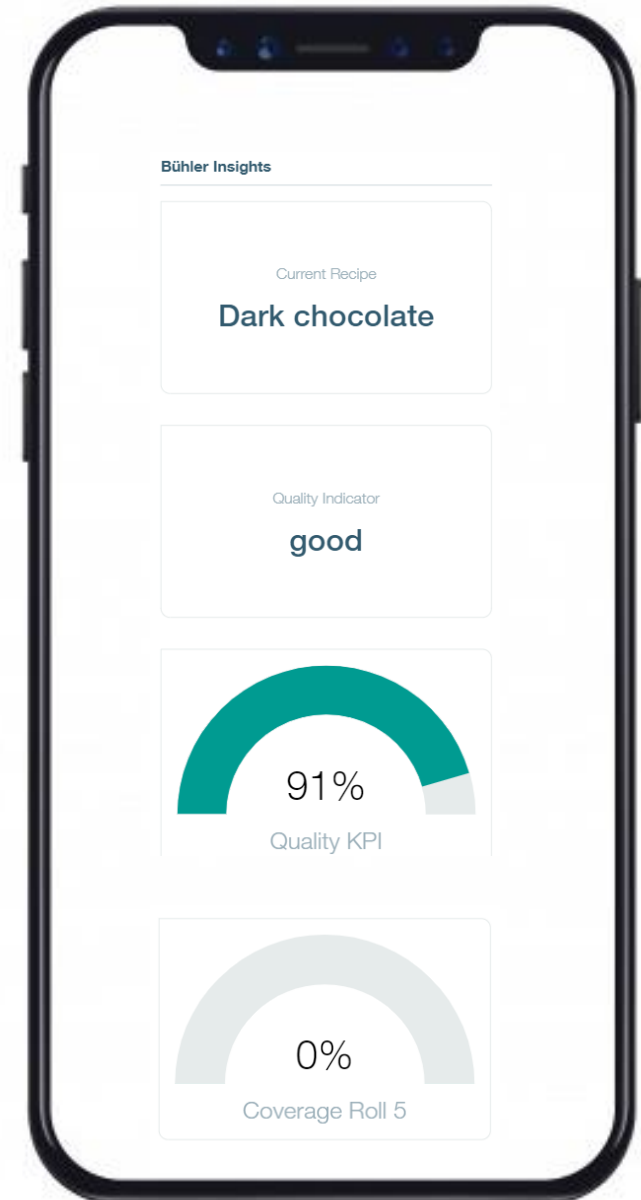 Bühler Insights
Current Recipe
Dark chocolate
Quality Indicator
good
91%
Quality KPI
0%
Coverage Roll 5